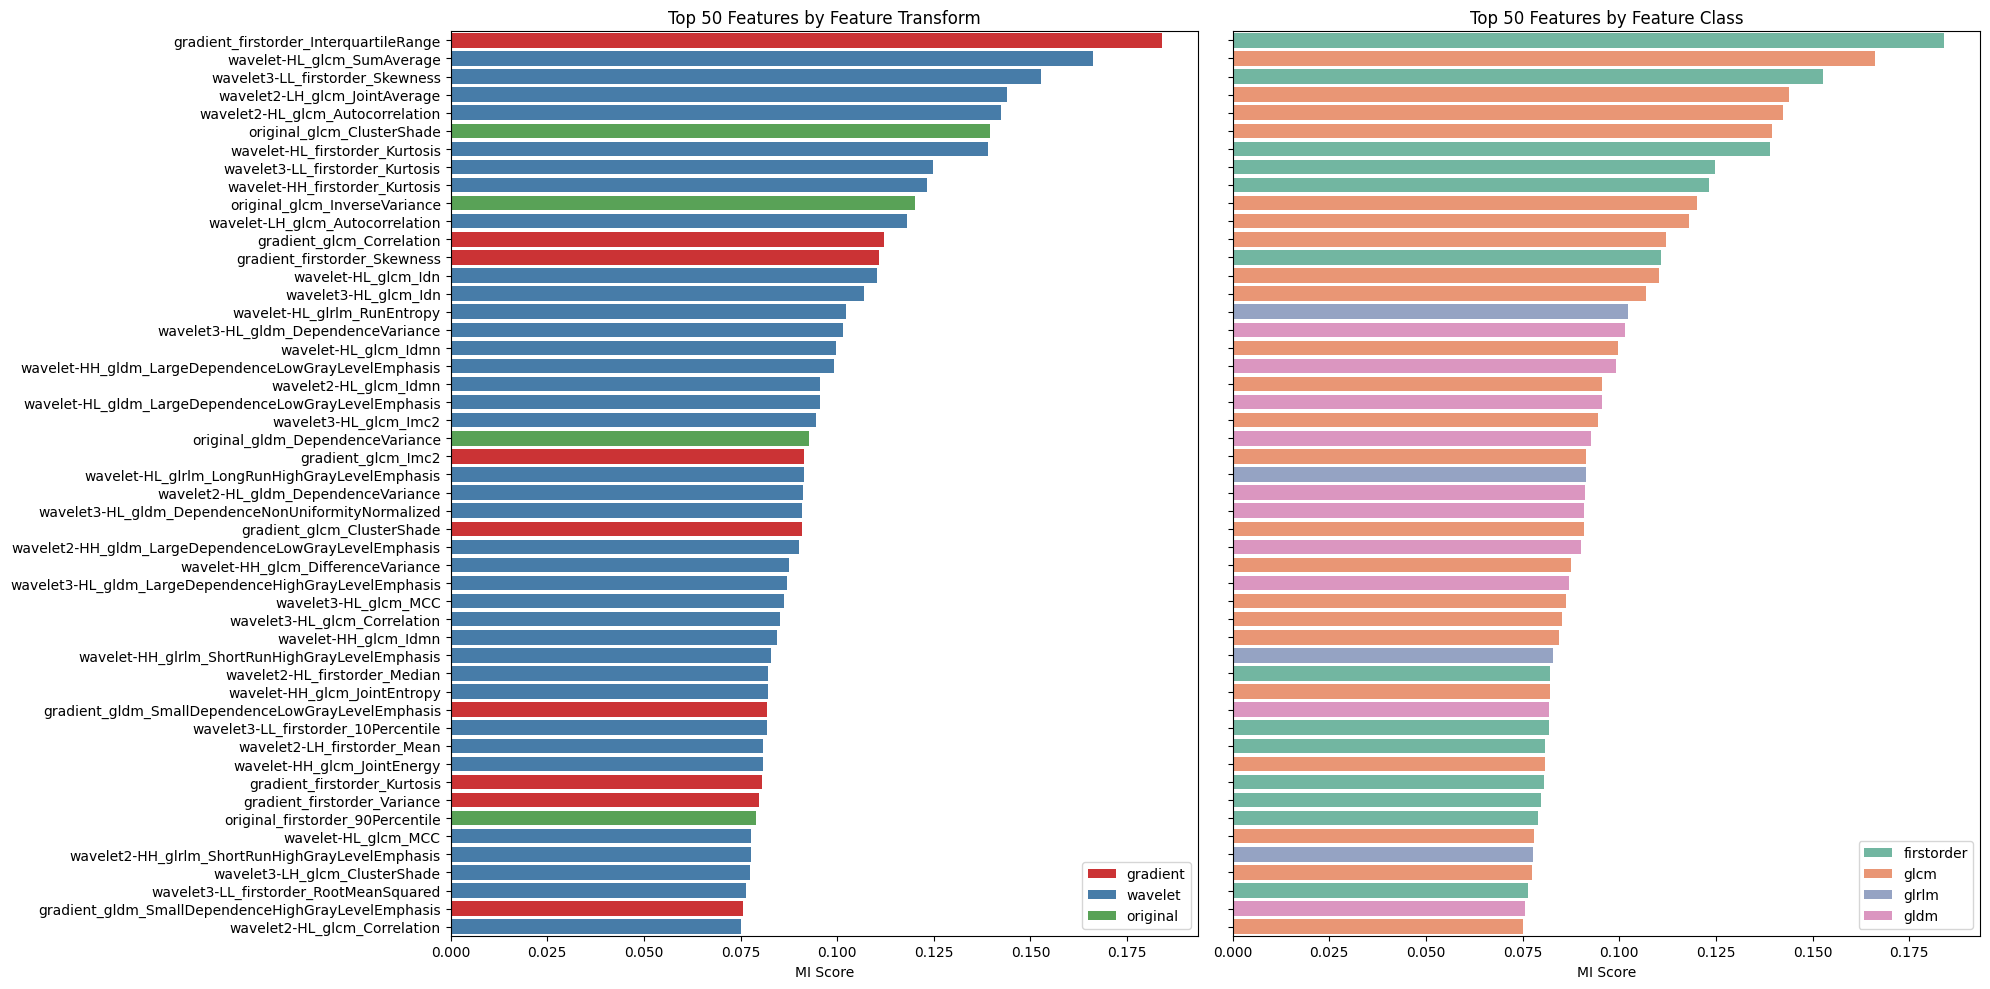 Top 50 Features by Feature Transform
gradient_firstorder_InterquartileRange
wavelet-HL_glcm_SumAverage
wavelet3-LL_firstorder_Skewness
wavelet2-LH_glcm_JointAverage
wavelet2-HL_glcm_Autocorrelation
original_glcm_ClusterShade
wavelet-HL_firstorder_Kurtosis
wavelet3-LL_firstorder_Kurtosis
wavelet-HH_firstorder_Kurtosis
original_glcm_InverseVariance
wavelet-LH_glcm_Autocorrelation
gradient_glcm_Correlation
gradient_firstorder_Skewness
wavelet-HL_glcm_Idn
wavelet3-HL_glcm_Idn
wavelet-HL_glrlm_RunEntropy
wavelet3-HL_gldm_DependenceVariance
wavelet-HL_glcm_Idmn
wavelet-HH_gldm_LargeDependenceLowGrayLevelEmphasis
wavelet2-HL_glcm_Idmn
wavelet-HL_gldm_LargeDependenceLowGrayLevelEmphasis
wavelet3-HL_glcm_Imc2
original_gldm_DependenceVariance
gradient_glcm_Imc2
wavelet-HL_glrlm_LongRunHighGrayLevelEmphasis
wavelet2-HL_gldm_DependenceVariance
wavelet3-HL_gldm_DependenceNonUniformityNormalized
gradient_glcm_ClusterShade
wavelet2-HH_gldm_LargeDependenceLowGrayLevelEmphasis
wavelet-HH_glcm_DifferenceVariance
wavelet3-HL_gldm_LargeDependenceHighGrayLevelEmphasis
wavelet3-HL_glcm_MCC
wavelet3-HL_glcm_Correlation
wavelet-HH_glcm_Idmn
wavelet-HH_glrlm_ShortRunHighGrayLevelEmphasis
wavelet2-HL_firstorder_Median
wavelet-HH_glcm_JointEntropy
gradient_gldm_SmallDependenceLowGrayLevelEmphasis
wavelet3-LL_firstorder_10Percentile
wavelet2-LH_firstorder_Mean
wavelet-HH_glcm_JointEnergy
gradient_firstorder_Kurtosis
gradient_firstorder_Variance
original_firstorder_90Percentile
wavelet-HL_glcm_MCC
wavelet2-HH_glrlm_ShortRunHighGrayLevelEmphasis
wavelet3-LH_glcm_ClusterShade
wavelet3-LL_firstorder_RootMeanSquared
gradient_gldm_SmallDependenceHighGrayLevelEmphasis
wavelet2-HL_glcm_Correlation
gradient
wavelet
original
0.000 0.025 0.050 0.075 0.100 0.125 0.150 0.175
MI Score
Top 50 Features by Feature Class
firstorder
glcm
glrlm
gldm
0.000 0.025 0.050 0.075 0.100 0.125 0.150 0.175
MI Score